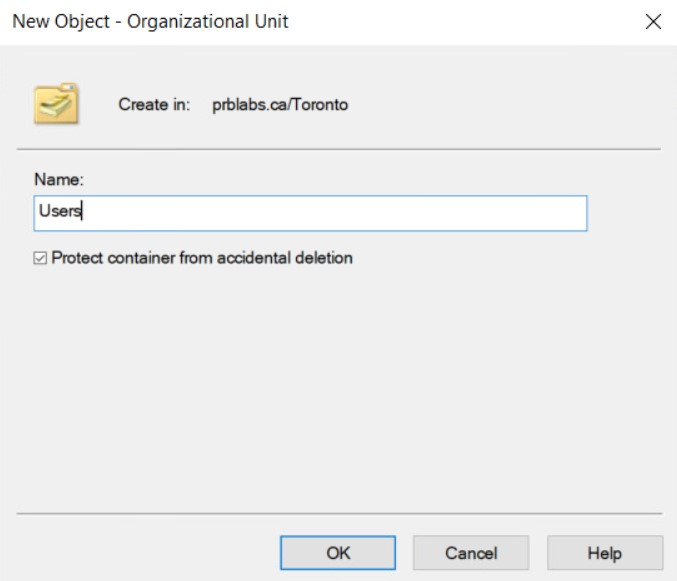 New Object - Organizational Unit
Create in: prblabs.ca/Toronto
Name:
Users
Protect container from accidental deletion
OK Cancel Help